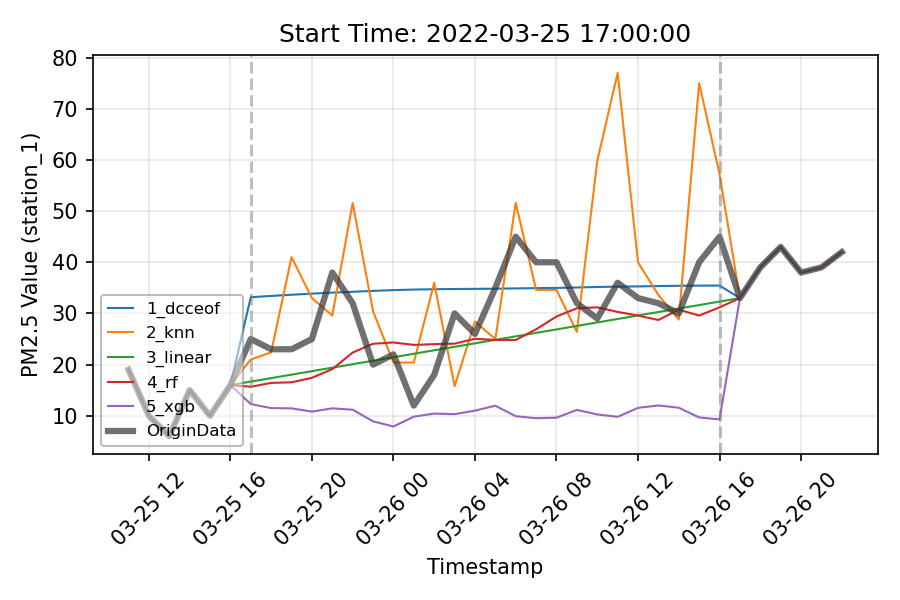 Start Time: 2022-03-25 17:00:00
PM2.5 Value (station_1)
80
70
60
50
40
30
20
10
1_dcceof
2_knn
3_linear
4_rf
5_xgb
OriginData
03-25 12
03-25 16
03-25 20
03-26 00
03-26 04
03-26 08
03-26 12
03-26 16
03-26 20
Timestamp